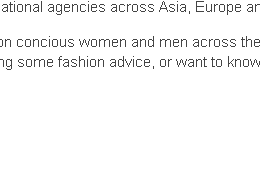 ational agencies across Asia, Europe an
on concious women and men across the
ng some fashion advice, or want to know